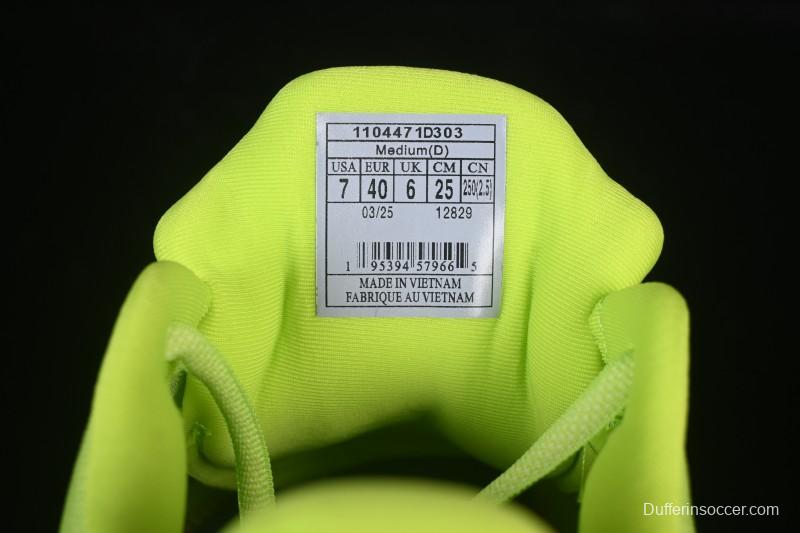 1104471D303
Medium(D)
USA EUR UK CM CN
7 40 6 25 250(2.5)
03/25 12829
1 95394 57966 5
MADE IN VIETNAM
FABRIQUE AU VIETNAM
Dufferinsoccer.com